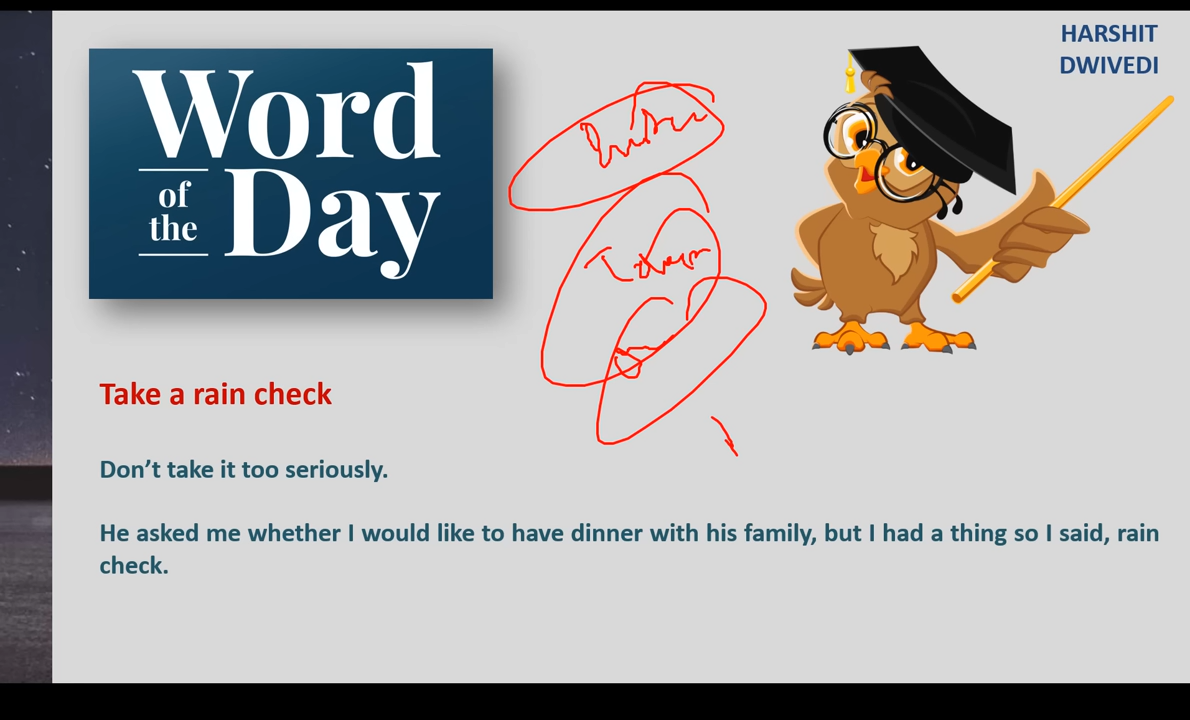 HARSHIT
DWIVEDI
Word
of
the
Day
Take a rain check
Don’t take it too seriously.
He asked me whether I would like to have dinner with his family, but I had a thing so I said, rain
check.